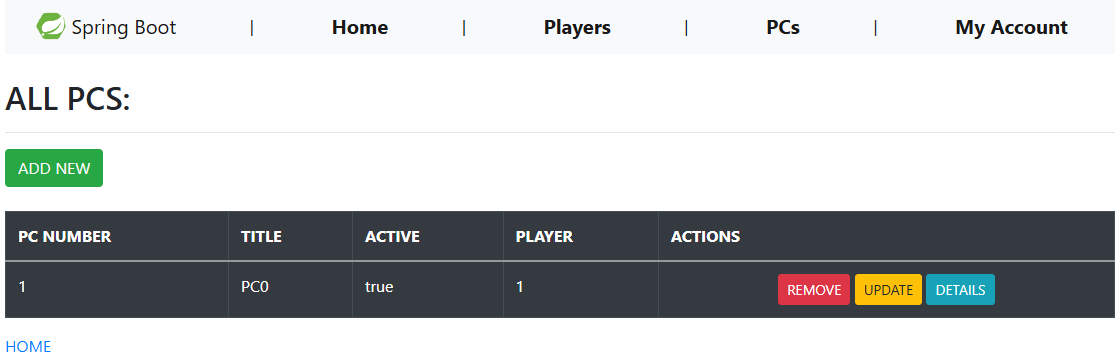 Spring Boot | Home | Players | PCs | My Account
ALL PCS:
ADD NEW
PC NUMBER TITLE ACTIVE PLAYER ACTIONS
1 PC0 true 1 REMOVE UPDATE DETAILS
HOME